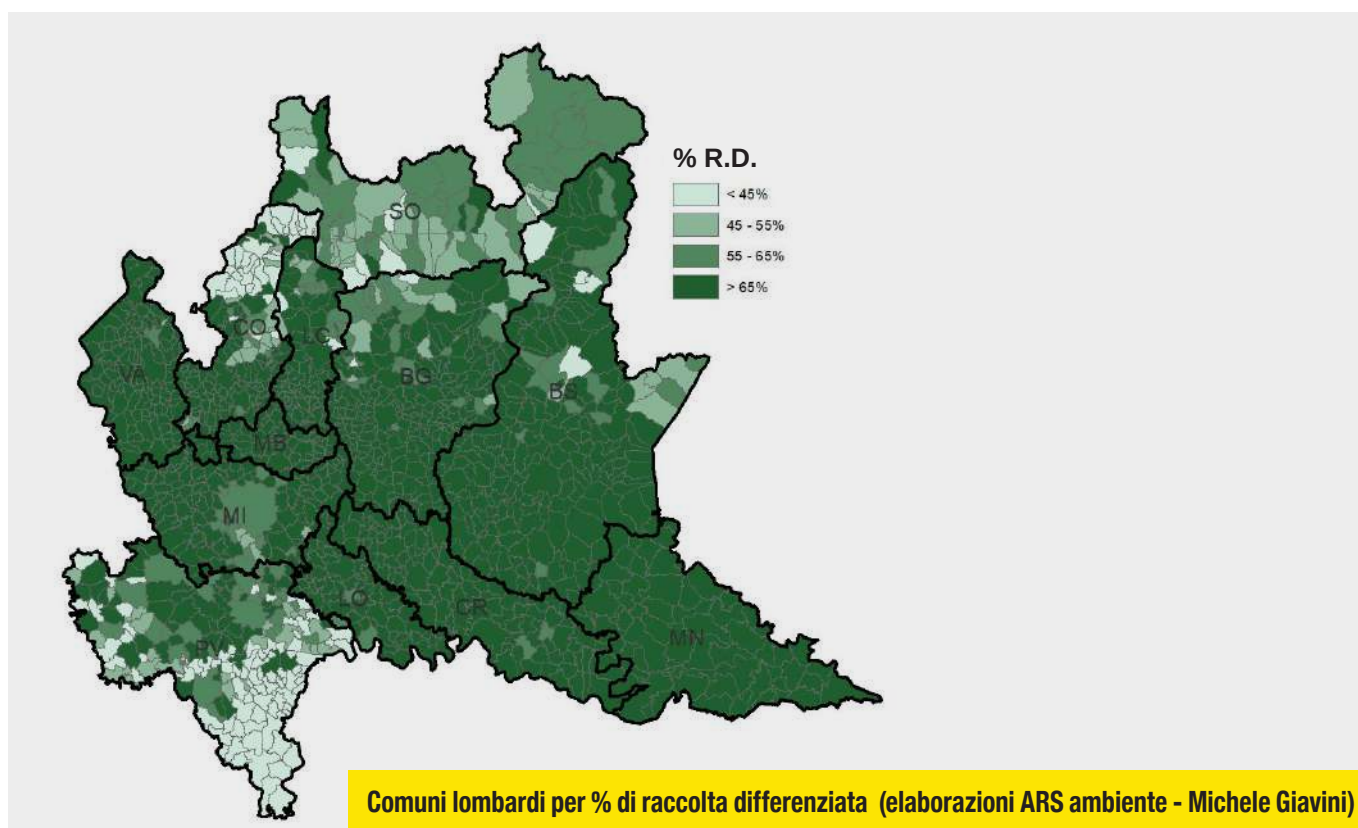 % R.D.
< 45%
45 - 55%
55 - 65%
> 65%
SO
CO
LC
VA
BG
BS
MB
MI
LO
CR
PV
MN
Comuni lombardi per % di raccolta differenziata (elaborazioni ARS ambiente - Michele Giavini)